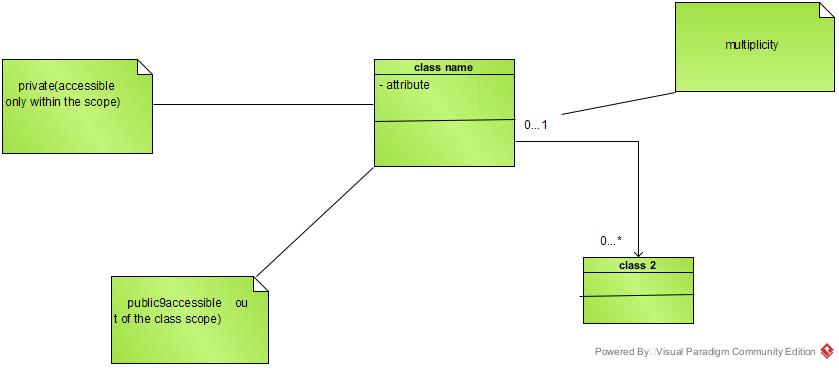 multiplicity
class name
- attribute
private(accessible
only within the scope)
0...1
0...*
class 2
public9accessible ou
t of the class scope)
Powered By Visual Paradigm Community Edition